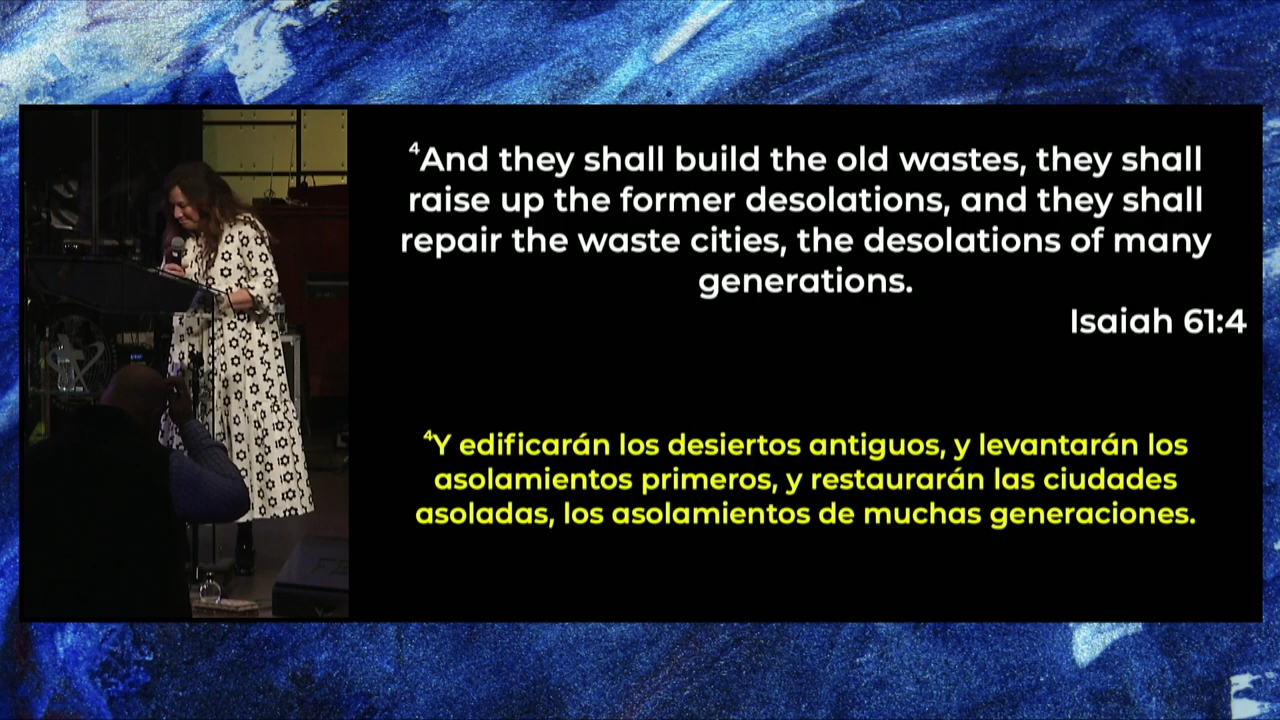 ⁴And they shall build the old wastes, they shall
raise up the former desolations, and they shall
repair the waste cities, the desolations of many
generations.
Isaiah 61:4
⁴Y edificarán los desiertos antiguos, y levantarán los
asolamientos primeros, y restaurarán las ciudades
asoladas, los asolamientos de muchas generaciones.